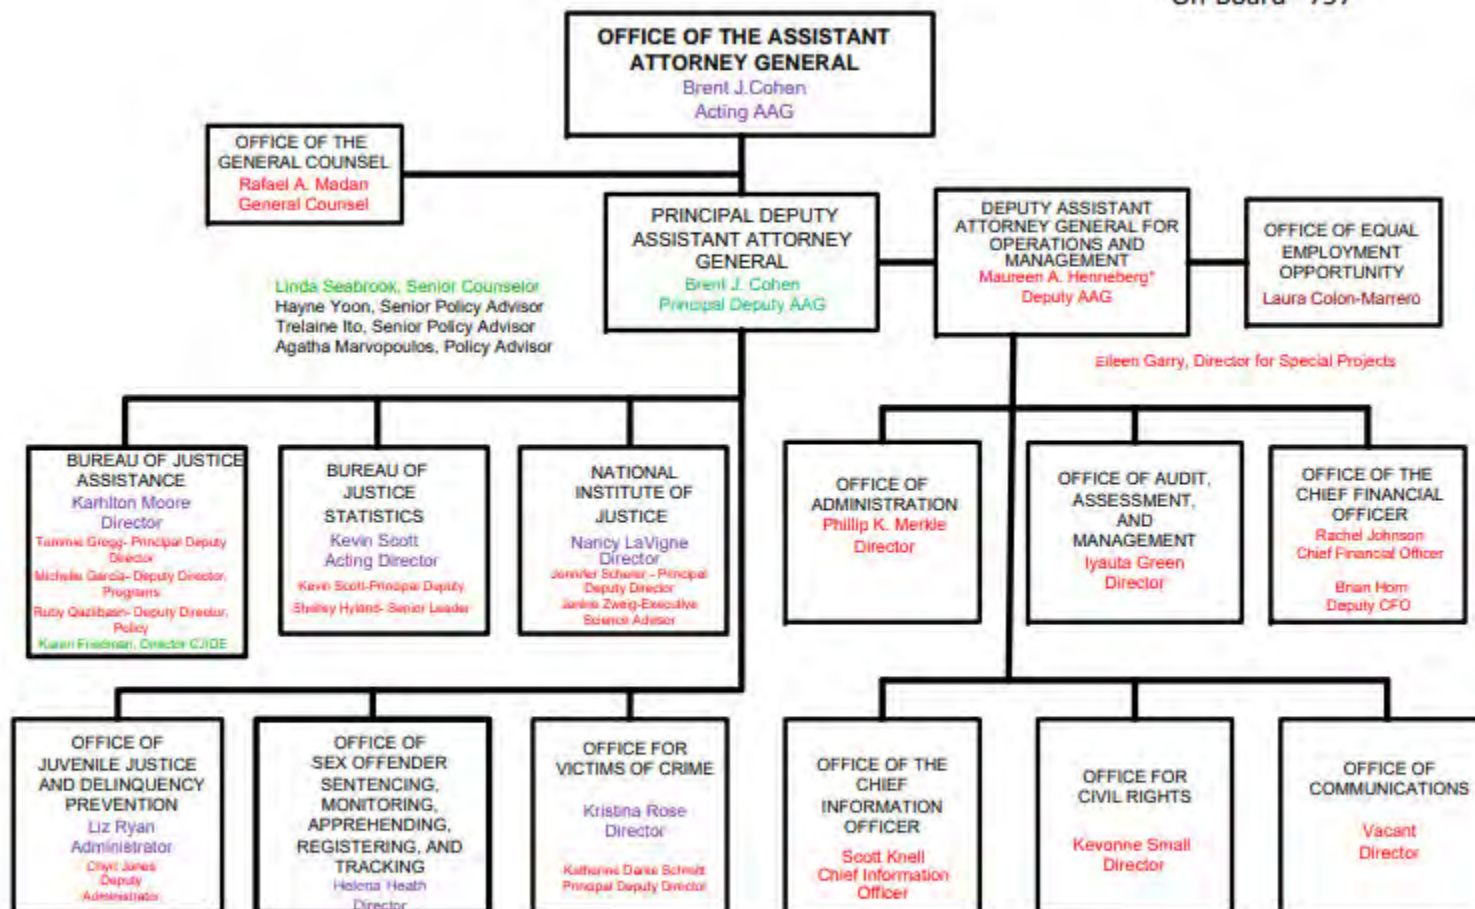 On-Board 757
OFFICE OF THE ASSISTANT
ATTORNEY GENERAL
Brent J.Cohen
Acting AAG
OFFICE OF THE
GENERAL COUNSEL
Rafael A. Madan
General Counsel
PRINCIPAL DEPUTY
ASSISTANT ATTORNEY
GENERAL
Brent J. Cohen
Principal Deputy AAG
DEPUTY ASSISTANT
ATTORNEY GENERAL FOR
OPERATIONS AND
MANAGEMENT
Maureen A. Henneberg*
Deputy AAG
OFFICE OF EQUAL
EMPLOYMENT
OPPORTUNITY
Laura Colon-Marrero
Linda Seabrook, Senior Counselor
Hayne Yoon, Senior Policy Advisor
Trelaine Ito, Senior Policy Advisor
Agatha Marvopoulos, Policy Advisor
Eileen Garry, Director for Special Projects
BUREAU OF JUSTICE
ASSISTANCE
Karhlton Moore
Director
Tammie Gregg- Principal Deputy
Director
Michelle Garcia- Deputy Director,
Programs
Ruby Qazilbash- Deputy Director,
Policy
Karen Friedman, Director CJIDE
BUREAU OF
JUSTICE
STATISTICS
Kevin Scott
Acting Director
Kevin Scott-Principal Deputy
Shelley Hyland- Senior Leader
NATIONAL
INSTITUTE OF
JUSTICE
Nancy LaVigne
Director
Jennifer Scherer - Principal
Deputy Director
Janine Zweig-Executive
Science Advisor
OFFICE OF
ADMINISTRATION
Phillip K. Merkle
Director
OFFICE OF AUDIT,
ASSESSMENT,
AND
MANAGEMENT
Iyauta Green
Director
OFFICE OF THE
CHIEF FINANCIAL
OFFICER
Rachel Johnson
Chief Financial Officer
Brian Horn
Deputy CFO
OFFICE OF
JUVENILE JUSTICE
AND DELINQUENCY
PREVENTION
Liz Ryan
Administrator
Chyrl Jones
Deputy
Administrator
OFFICE OF
SEX OFFENDER
SENTENCING,
MONITORING,
APPREHENDING,
REGISTERING, AND
TRACKING
Helena Heath
Director
OFFICE FOR
VICTIMS OF CRIME
Kristina Rose
Director
Katherine Darke Schmitt
Principal Deputy Director
OFFICE OF THE
CHIEF
INFORMATION
OFFICER
Scott Knell
Chief Information
Officer
OFFICE FOR
CIVIL RIGHTS
Kevonne Small
Director
OFFICE OF
COMMUNICATIONS
Vacant
Director